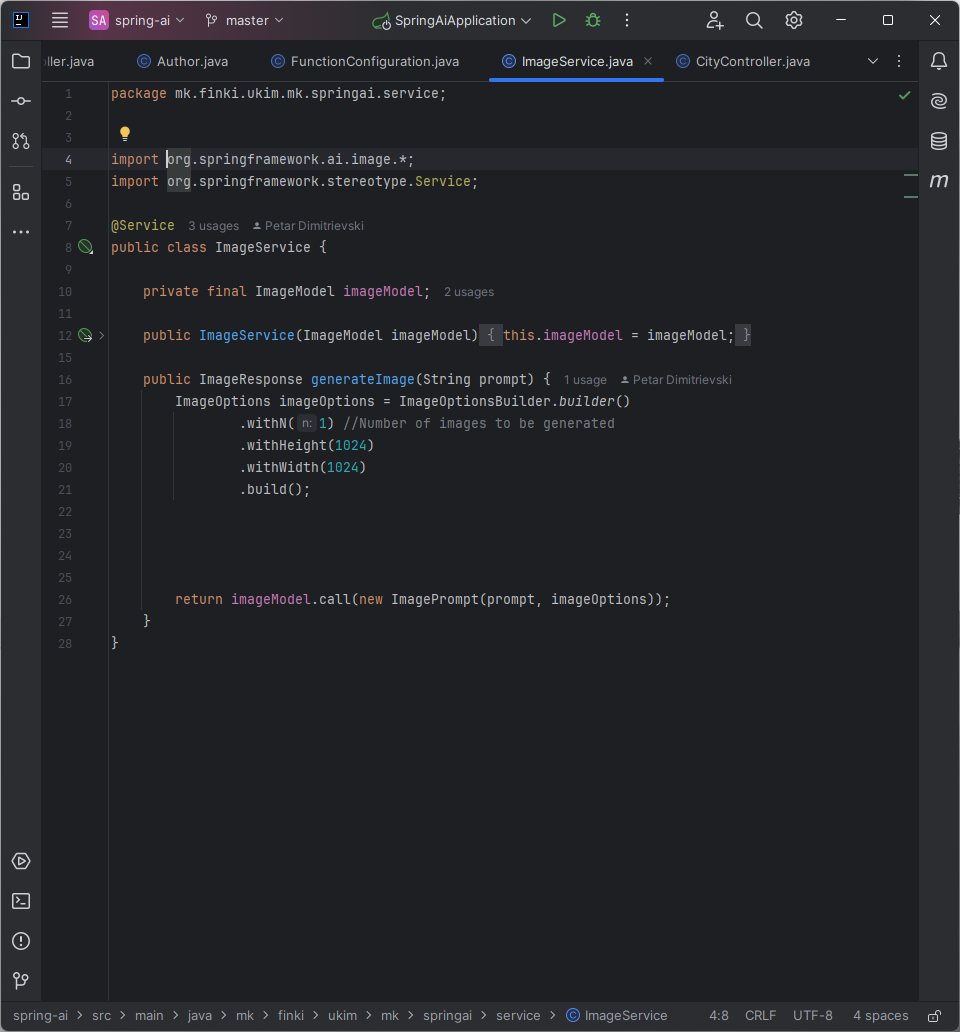 SA spring-ai master SpringAiApplication
ller.java Author.java FunctionConfiguration.java ImageService.java CityController.java
1 package mk.finki.ukim.mk.springai.service;
2
3
4 import org.springframework.ai.image.*;
5 import org.springframework.stereotype.Service;
6
7 @Service 3 usages Petar Dimitrievski
8 public class ImageService {
9
10 private final ImageModel imageModel; 2 usages
11
12 public ImageService(ImageModel imageModel) { this.imageModel = imageModel; }
15
16 public ImageResponse generateImage(String prompt) { 1 usage Petar Dimitrievski
17 ImageOptions imageOptions = ImageOptionsBuilder.builder()
18 .withN( n: 1) //Number of images to be generated
19 .withHeight(1024)
20 .withWidth(1024)
21 .build();
22
23
24
25
26 return imageModel.call(new ImagePrompt(prompt, imageOptions));
27 }
28 }
spring-ai > src > main > java > mk > finki > ukim > mk > springai > service > ImageService 4:8 CRLF UTF-8 4 spaces